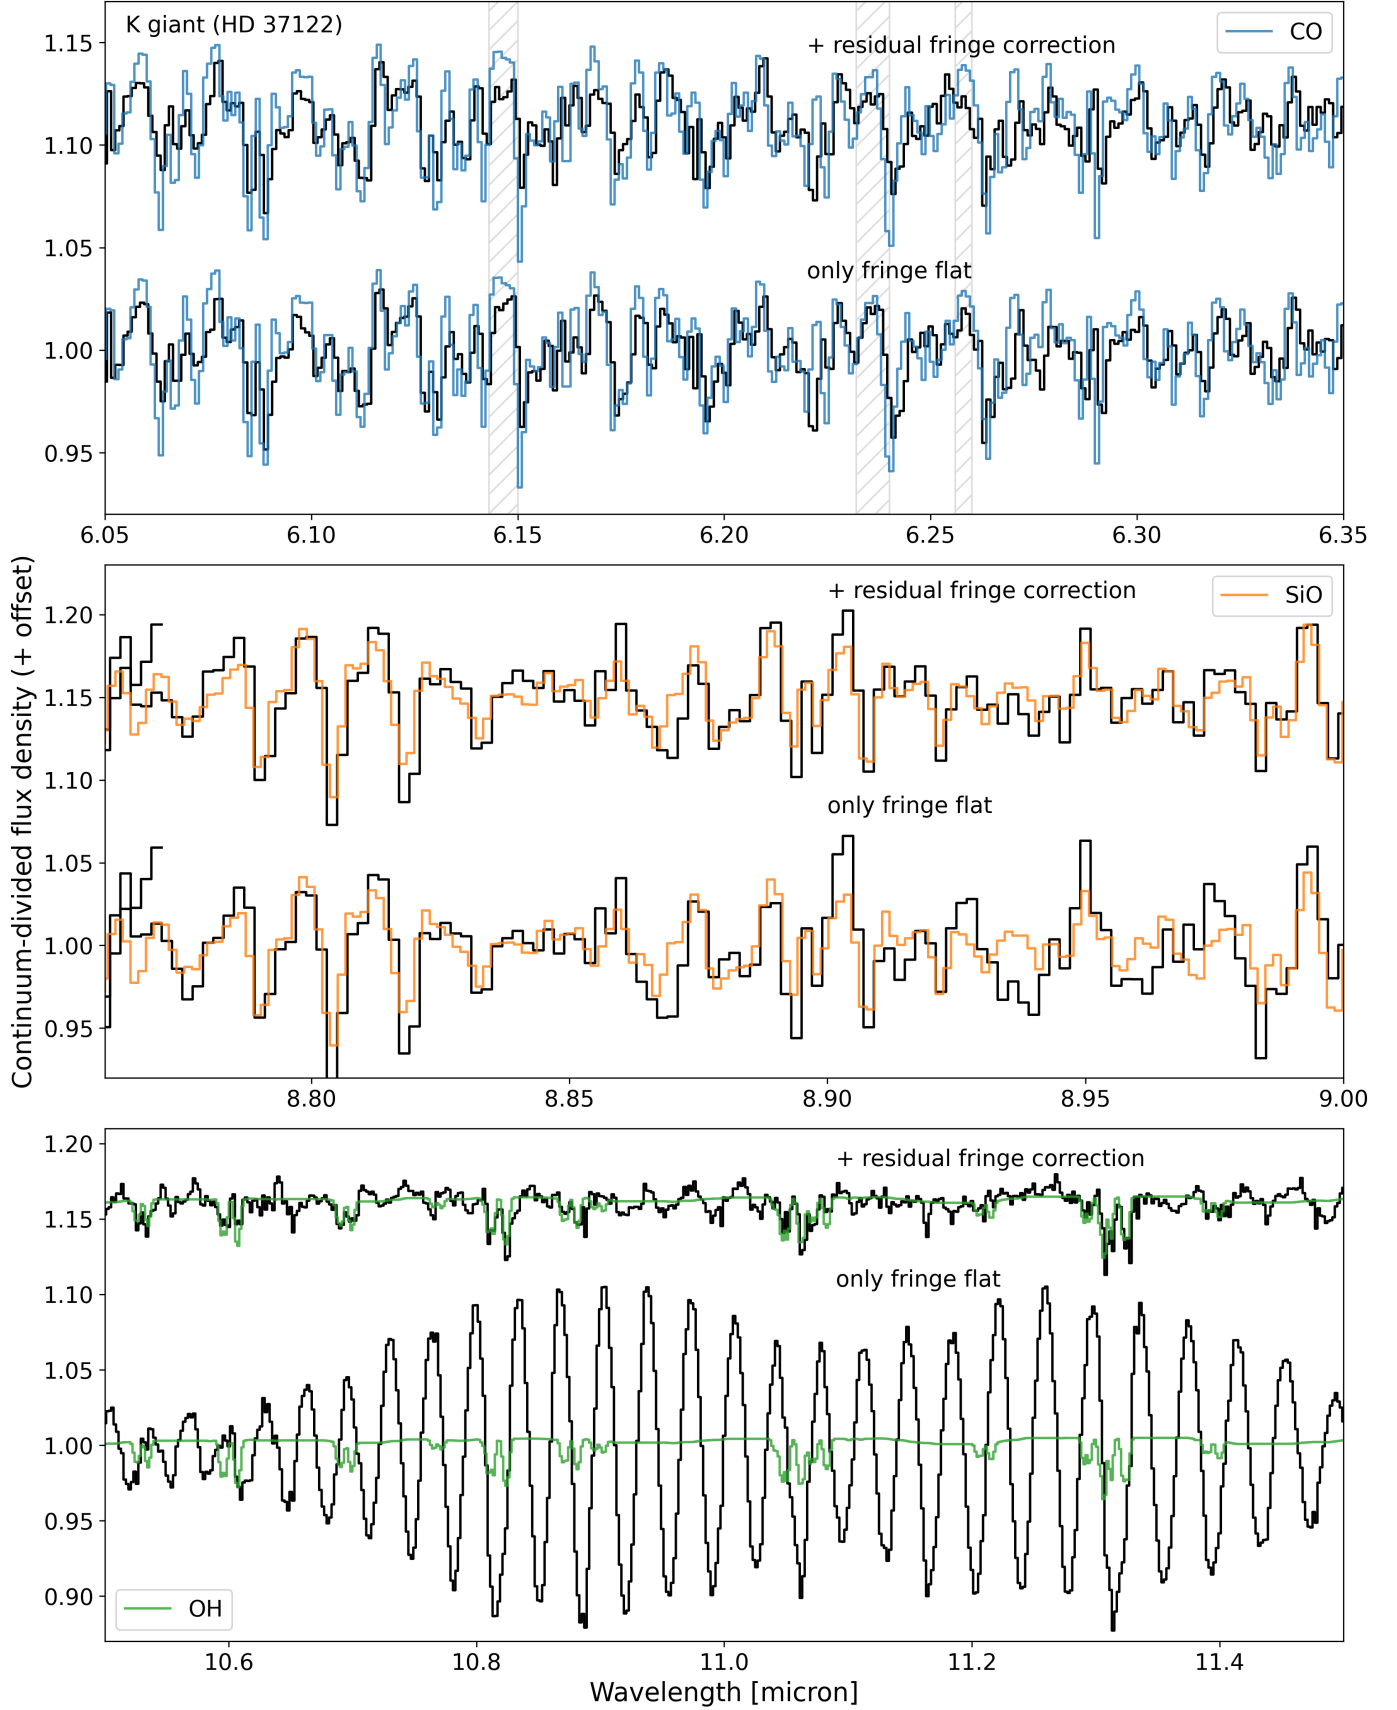 K giant (HD 37122)
+ residual fringe correction
CO
1.15
1.10
1.05
only fringe flat
1.00
0.95
6.05 6.10 6.15 6.20 6.25 6.30 6.35
Continuum-divided flux density (+ offset)
+ residual fringe correction
SiO
1.20
1.15
1.10
only fringe flat
1.05
1.00
0.95
8.80 8.85 8.90 8.95 9.00
1.20
+ residual fringe correction
1.15
only fringe flat
1.10
1.05
1.00
0.95
0.90
OH
10.6 10.8 11.0 11.2 11.4
Wavelength [micron]